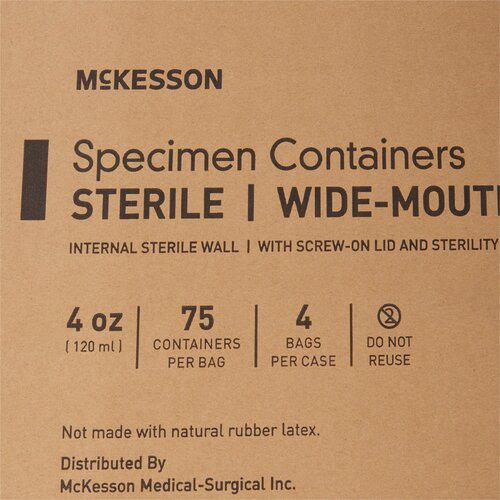 McKESSON
Specimen Containers
STERILE | WIDE-MOUT
INTERNAL STERILE WALL | WITH SCREW-ON LID AND STERILITY
4 oz | 75 | 4
(120 ml) | CONTAINERS PER BAG | BAGS PER CASE | DO NOT REUSE
Not made with natural rubber latex.
Distributed By
McKesson Medical-Surgical Inc.